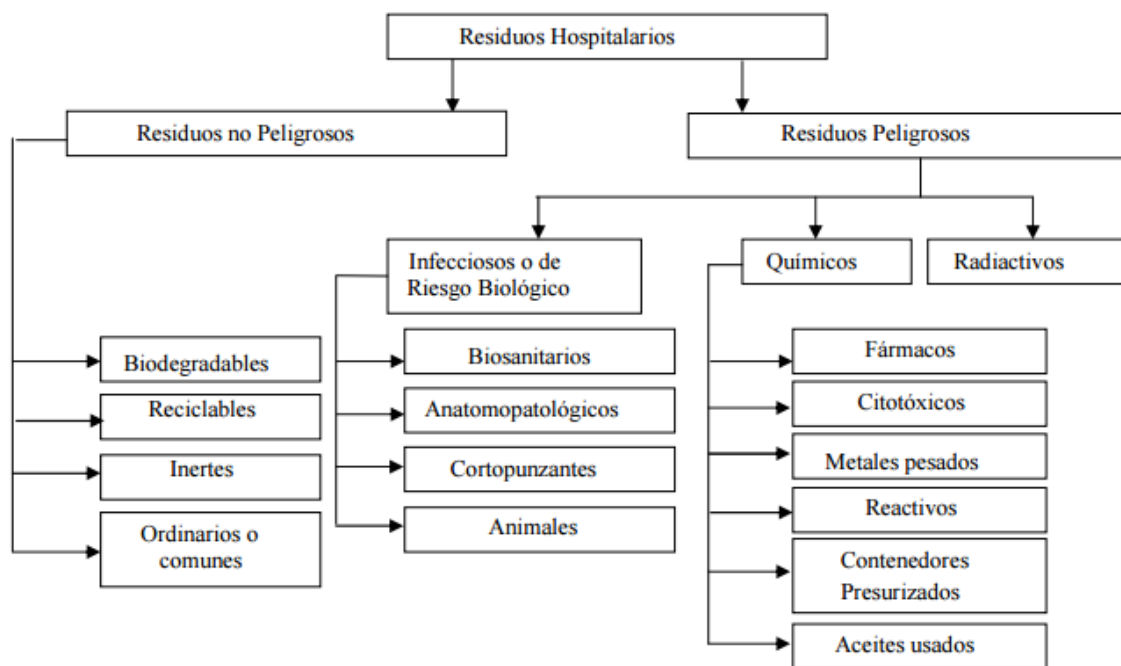 Residuos Hospitalarios
Residuos no Peligrosos
Residuos Peligrosos
Infecciosos o de
Riesgo Biológico
Químicos
Radiactivos
Biodegradables
Reciclables
Inertes
Ordinarios o
comunes
Biosanitarios
Anatomopatológicos
Cortopunzantes
Animales
Fármacos
Citotóxicos
Metales pesados
Reactivos
Contenedores
Presurizados
Aceites usados